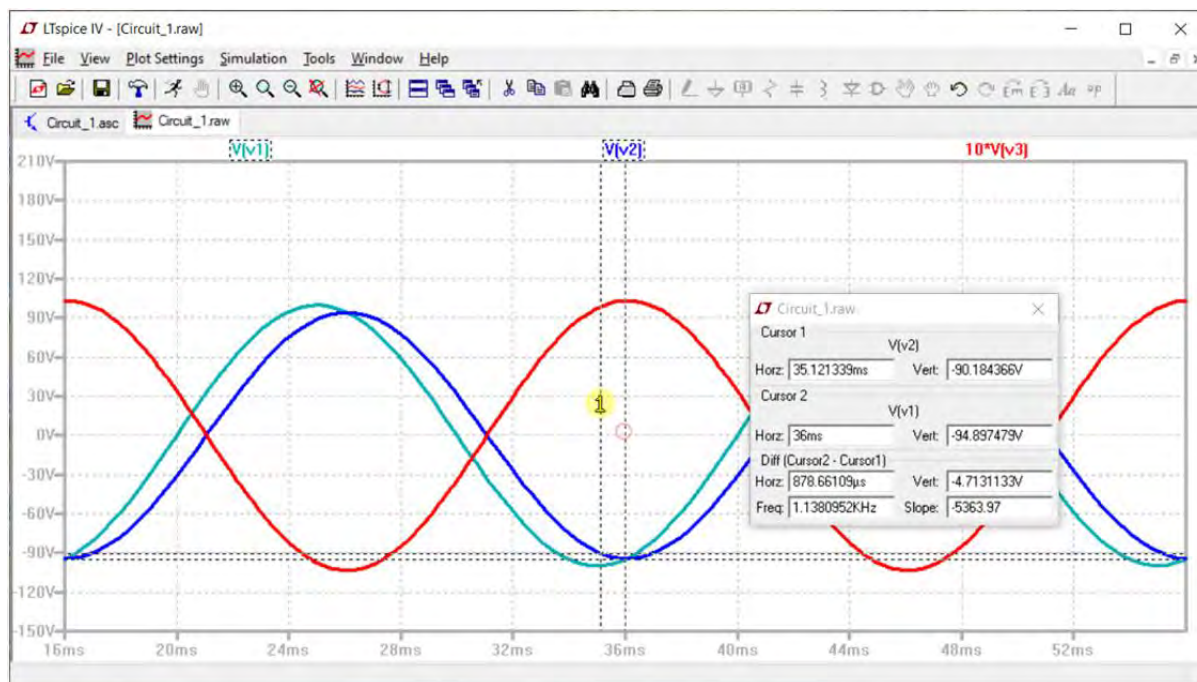 LTspice IV - [Circuit_1.raw]
File View Plot Settings Simulation Tools Window Help
Circuit_1.asc Circuit_1.raw
V(v1) V(v2) 10*V(v3)
210V
180V
150V
120V
90V
60V
30V
0V
-30V
-60V
-90V
-120V
-150V
16ms 20ms 24ms 28ms 32ms 36ms 40ms 44ms 48ms 52ms
1
Circuit_1.raw
Cursor 1
V(v2)
Horz: 35.121339ms Vert: -90.184366V
Cursor 2
V(v1)
Horz: 36ms Vert: -94.897479V
Diff (Cursor2 - Cursor1)
Horz: 878.66109µs Vert: -4.7131133V
Freq: 1.1380952KHz Slope: -5363.97